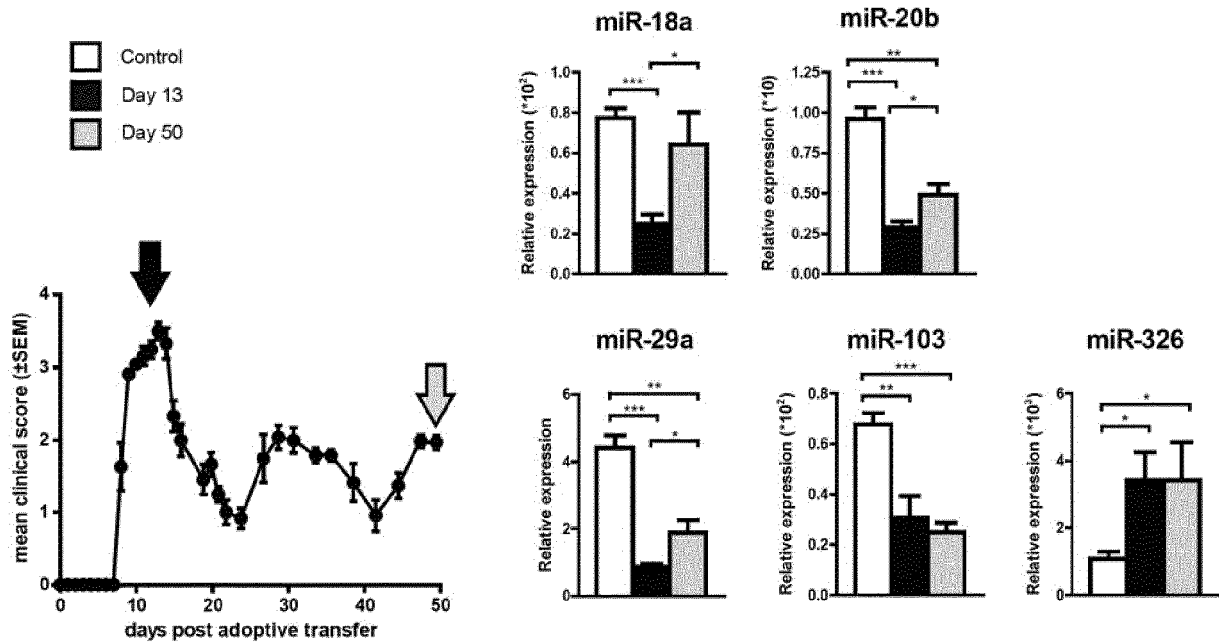 Control
Day 13
Day 50
mean clinical score (±SEM)
4
3
2
1
0
0 10 20 30 40 50
days post adoptive transfer
miR-18a
Relative expression (*10²)
1.0
0.8
0.6
0.4
0.2
0.0
***
*
miR-20b
Relative expression (*10)
1.25
1.00
0.75
0.50
0.25
0.00
**
***
*
miR-29a
Relative expression
6
4
2
0
**
***
*
miR-103
Relative expression (*10²)
0.8
0.6
0.4
0.2
0.0
***
**
miR-326
Relative expression (*10³)
6
4
2
0
*
*